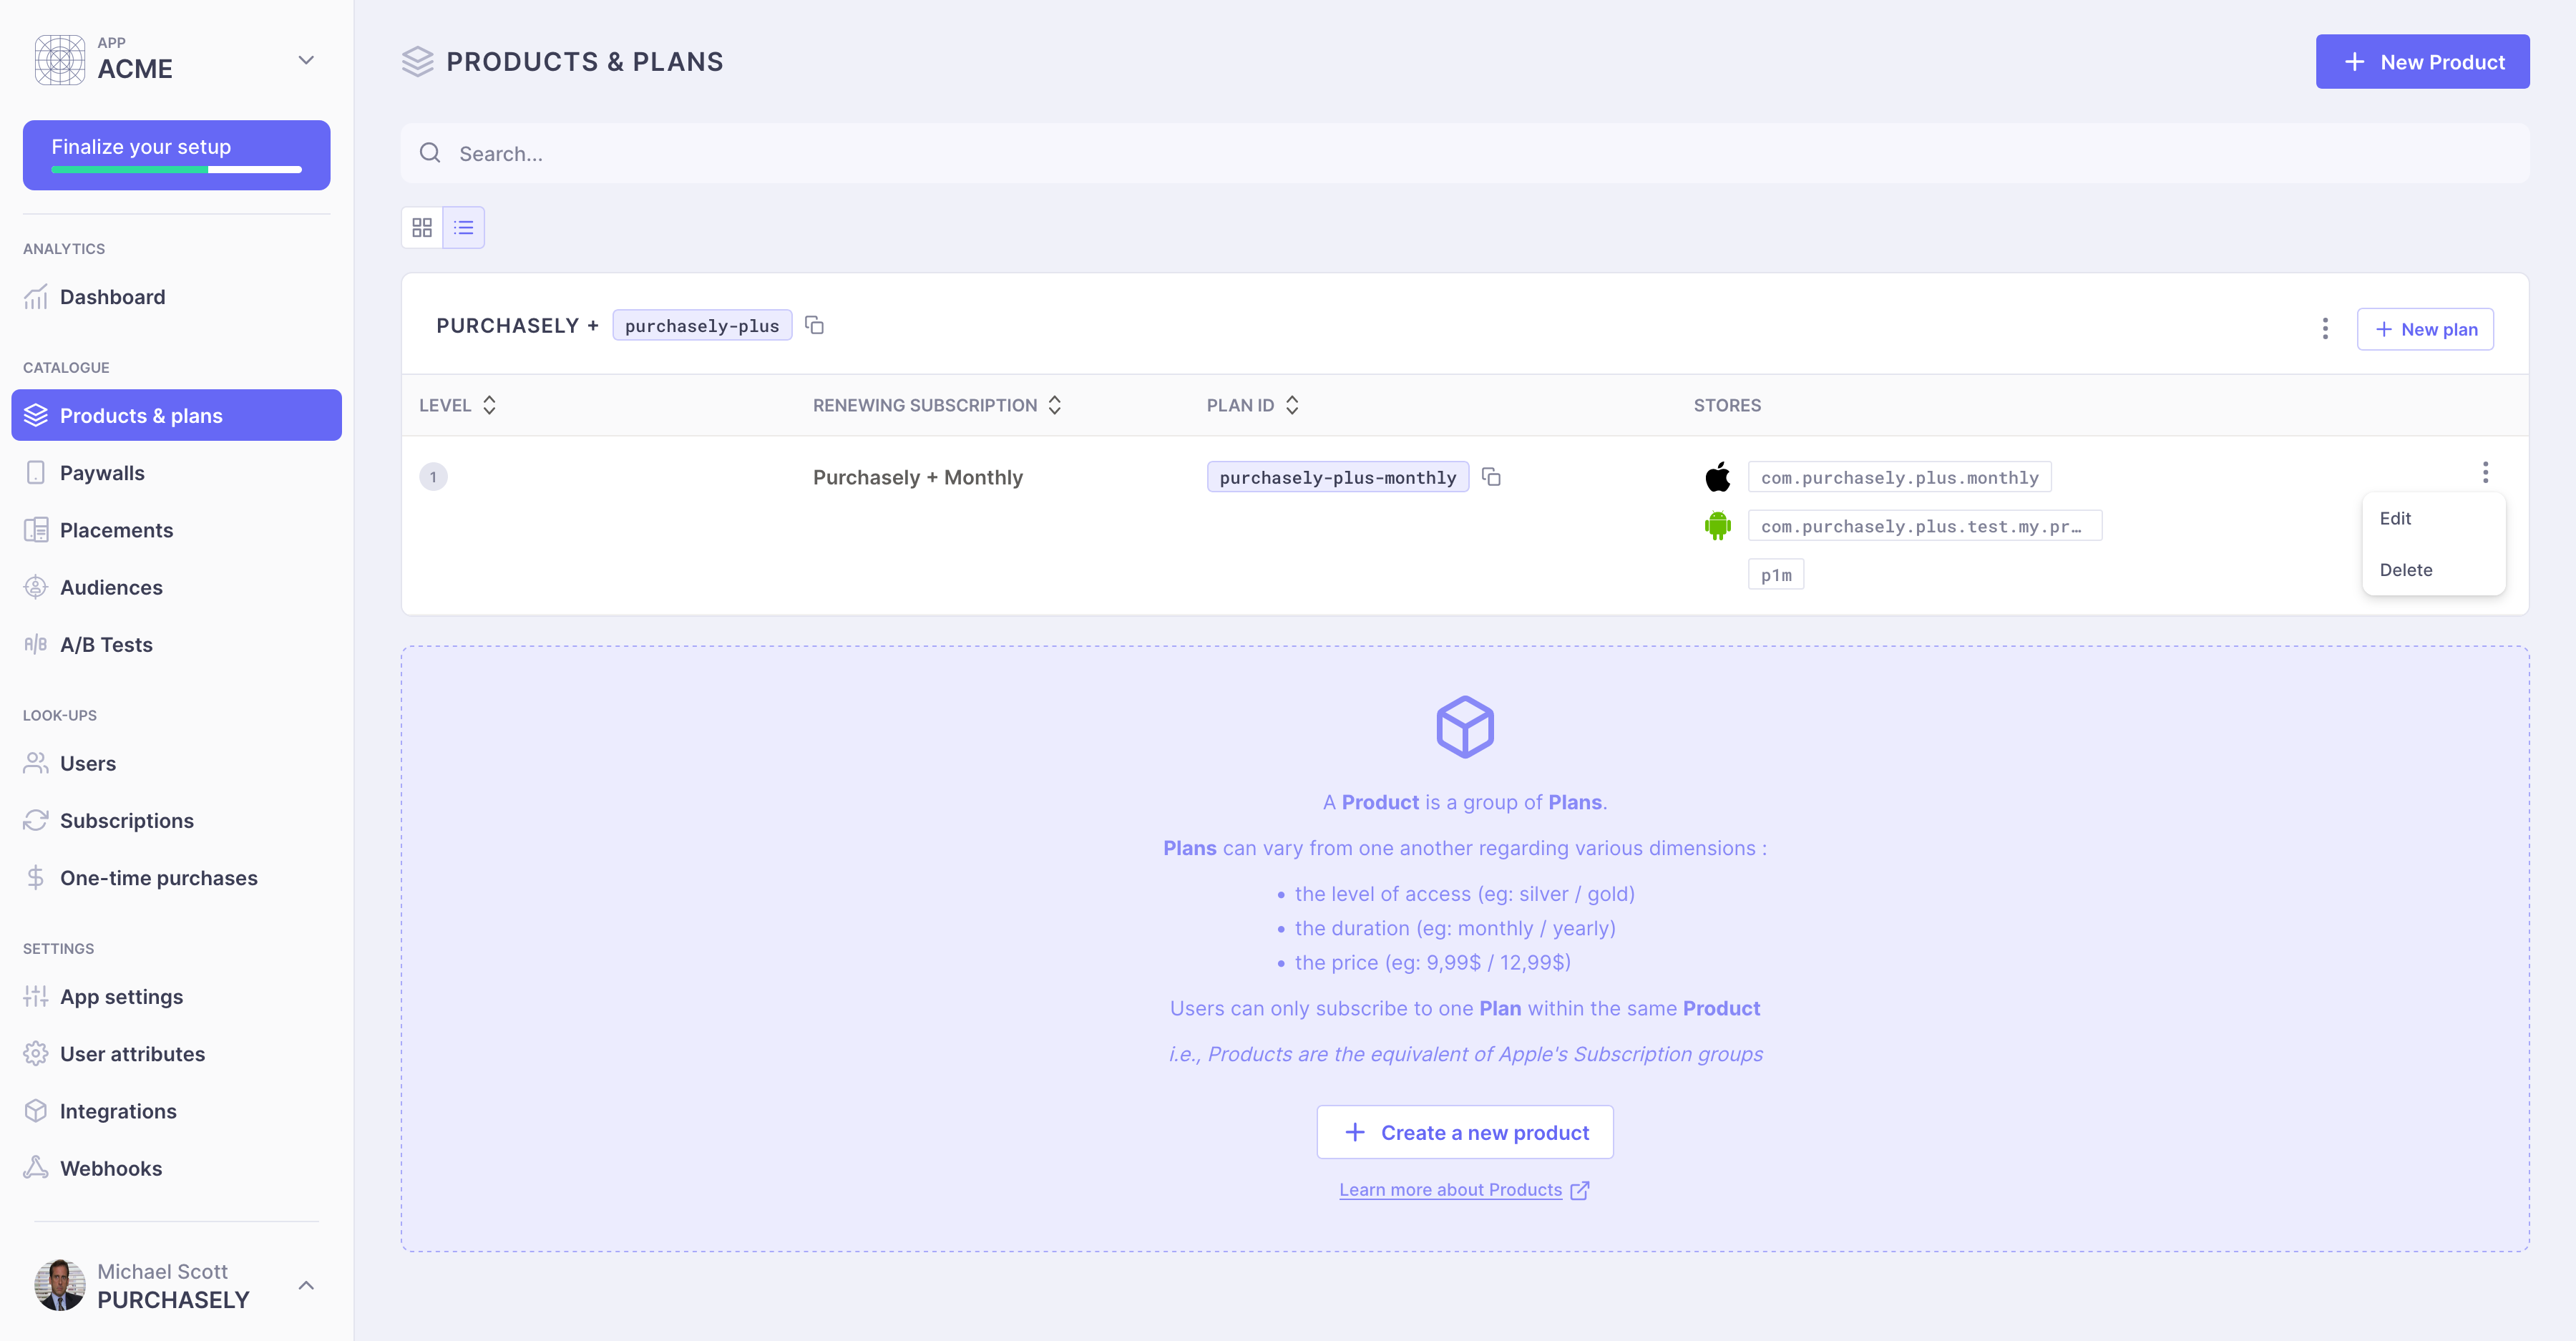 APP
ACME
Finalize your setup
ANALYTICS
Dashboard
CATALOGUE
Products & plans
Paywalls
Placements
Audiences
A/B Tests
LOOK-UPS
Users
Subscriptions
One-time purchases
SETTINGS
App settings
User attributes
Integrations
Webhooks
Michael Scott
PURCHASELY
PRODUCTS & PLANS
New Product
Search...
PURCHASELY + purchasely-plus
New plan
LEVEL RENEWING SUBSCRIPTION PLAN ID STORES
1 Purchasely + Monthly purchasely-plus-monthly com.purchasely.plus.monthly
com.purchasely.plus.test.my.pr…
p1m
Edit
Delete
A Product is a group of Plans.
Plans can vary from one another regarding various dimensions :
• the level of access (eg: silver / gold)
• the duration (eg: monthly / yearly)
• the price (eg: 9,99$ / 12,99$)
Users can only subscribe to one Plan within the same Product
i.e., Products are the equivalent of Apple's Subscription groups
Create a new product
Learn more about Products